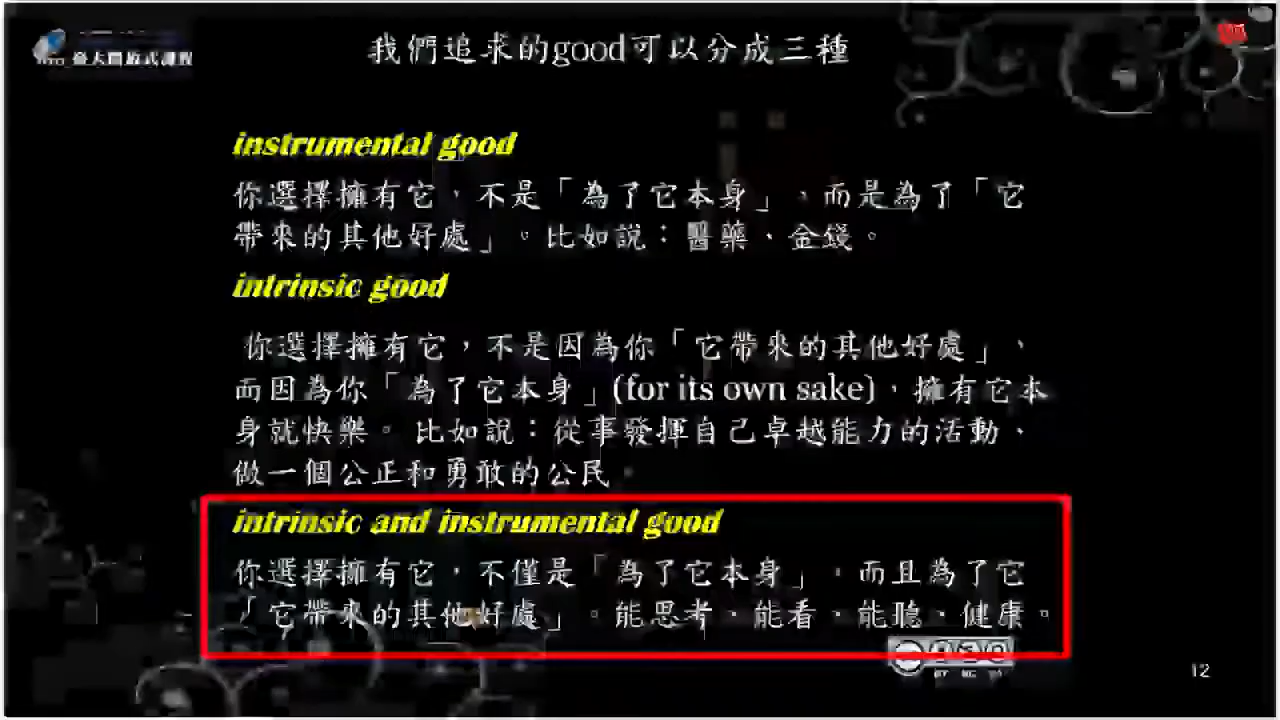 臺大開放式課程
我們追求的good可以分成三種
instrumental good
你選擇擁有它，不是「為了它本身」、而是為了「它
帶來的其他好處」。比如說：醫藥、金錢。
intrinsic good
你選擇擁有它，不是因為你「它帶來的其他好處」，
而因為你「為了它本身」(for its own sake)，擁有它本
身就快樂。比如說：從事發揮自己卓越能力的活動、
做一個公正和勇敢的公民。
intrinsic and instrumental good
你選擇擁有它，不僅是「為了它本身」，而且為了它
「它帶來的其他好處」。能思考、能看、能聽、健康。
BY NC SA
12